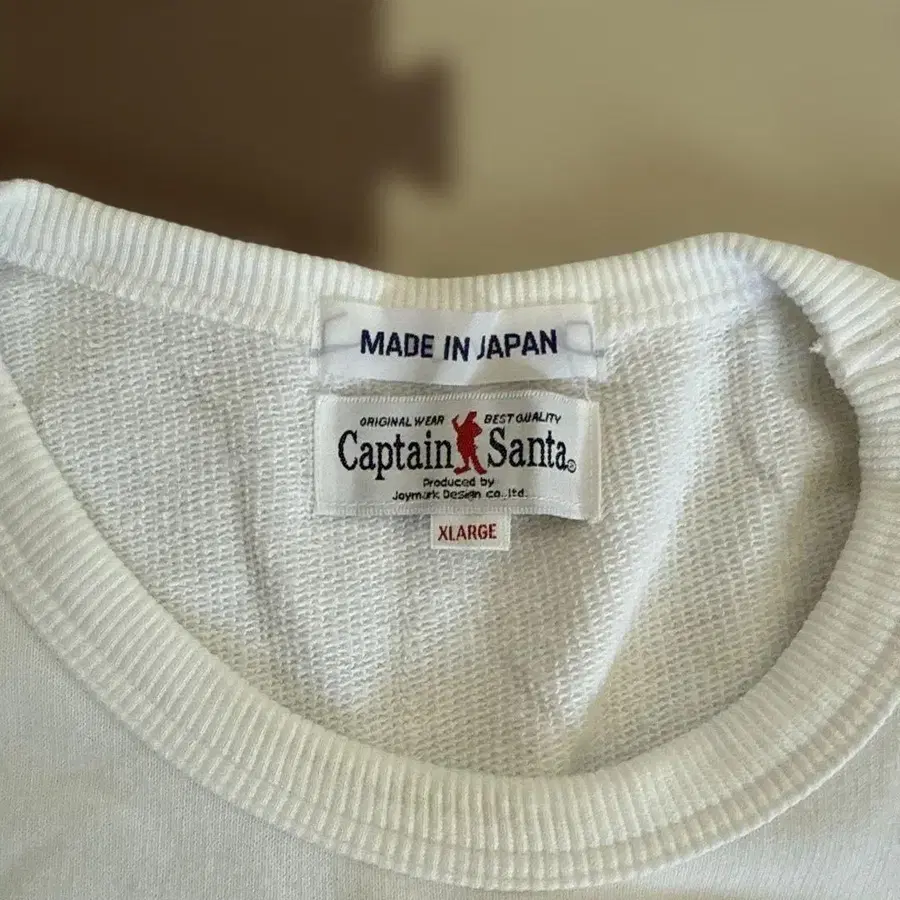 MADE IN JAPAN
ORIGINAL WEAR BEST QUALITY
Captain Santa®
Produced by
Joymark Design co.,ltd.
XLARGE